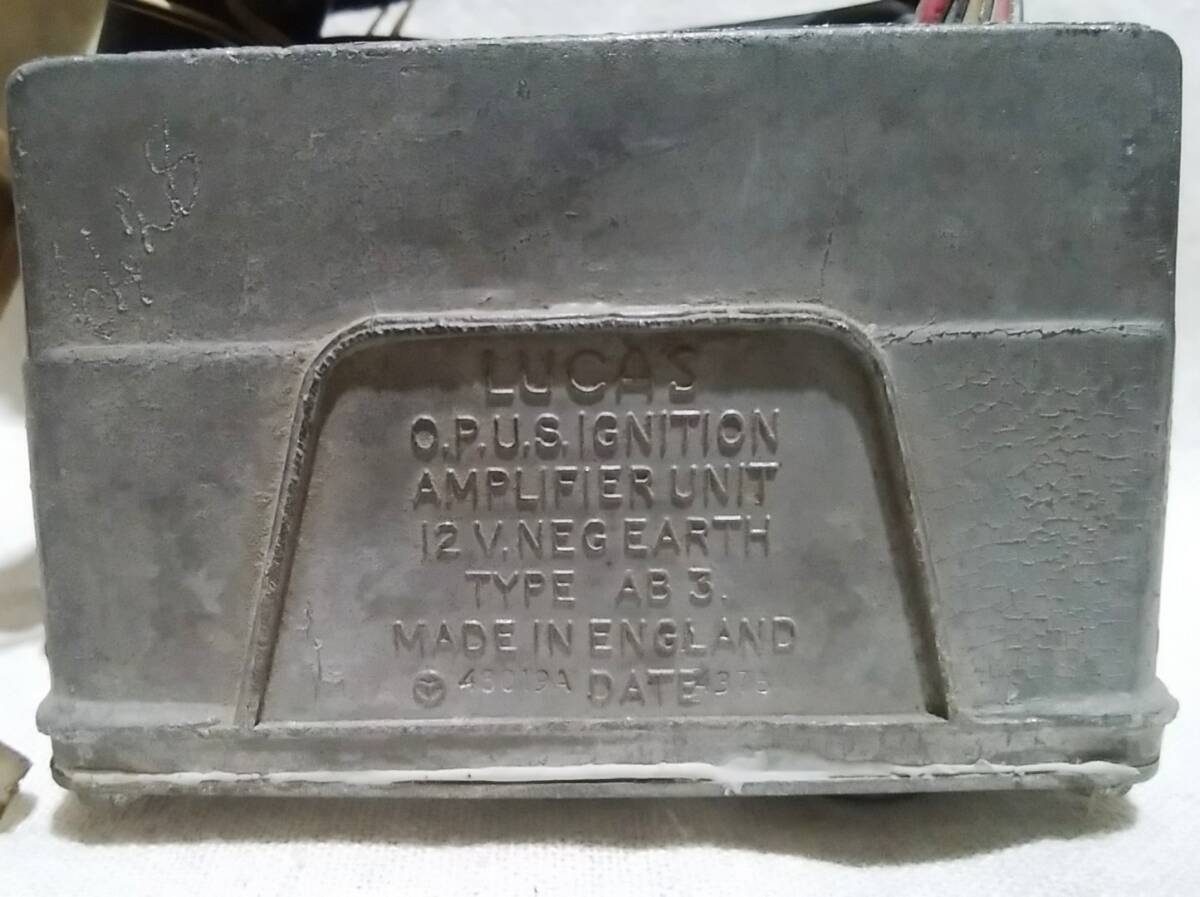 LUCAS
O.P.U.S. IGNITION
AMPLIFIER UNIT
12 V. NEG EARTH
TYPE AB 3.
MADE IN ENGLAND
DATE